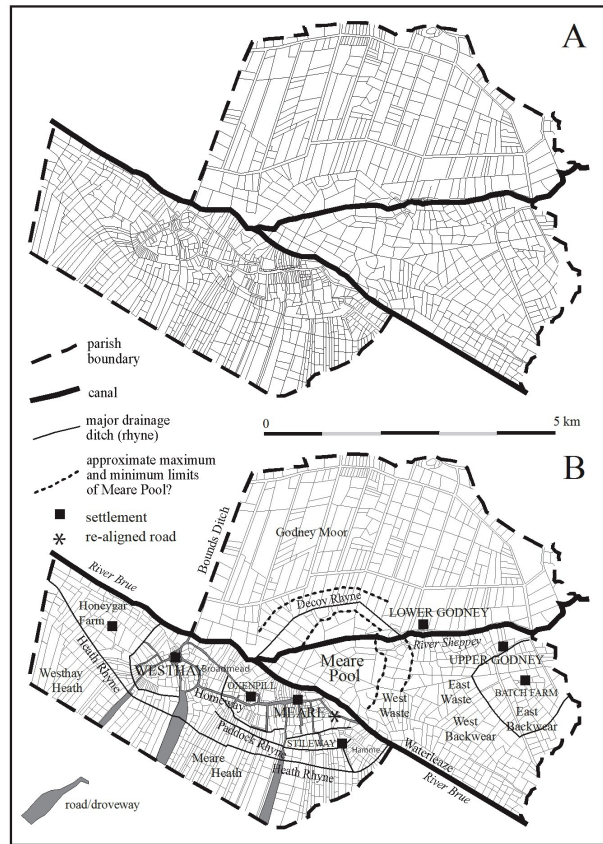 A
parish
boundary
canal
major drainage
ditch (rhyne)
approximate maximum
and minimum limits
of Meare Pool?
settlement
re-aligned road
road/droveway
0
5 km
B
Godney Moor
Bounds Ditch
River Brue
Decoy Rhyne
Honeygar
Farm
LOWER GODNEY
River Sheppey
Heath Rhyne
WESTHAY
Broadmead
Meare
Pool
UPPER GODNEY
OXENPILL
BATCH FARM
Westhay
Heath
Homeway
West
Waste
East
Waste
East
Backwear
MEARE
West
Backwear
Paddock Rhyne
STILEWAY
Hamore
Waterleaze
Meare
Heath
Heath Rhyne
River Brue